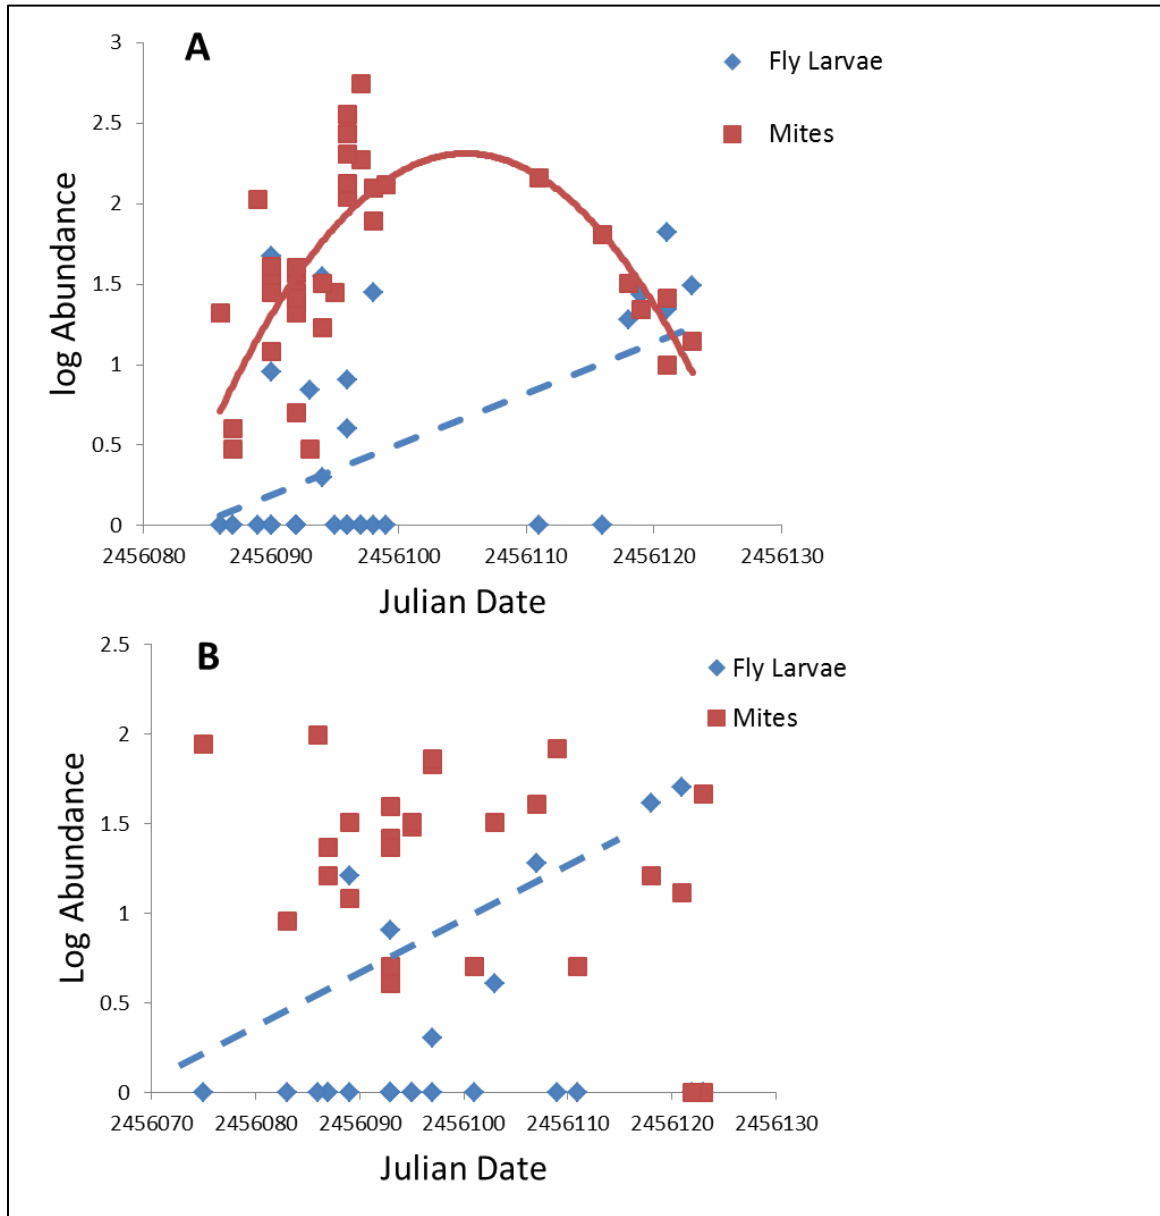 A
3
2.5
2
1.5
1
0.5
0
log Abundance
Fly Larvae
Mites
2456080 2456090 2456100 2456110 2456120 2456130
Julian Date
B
2.5
2
1.5
1
0.5
0
Log Abundance
Fly Larvae
Mites
2456070 2456080 2456090 2456100 2456110 2456120 2456130
Julian Date